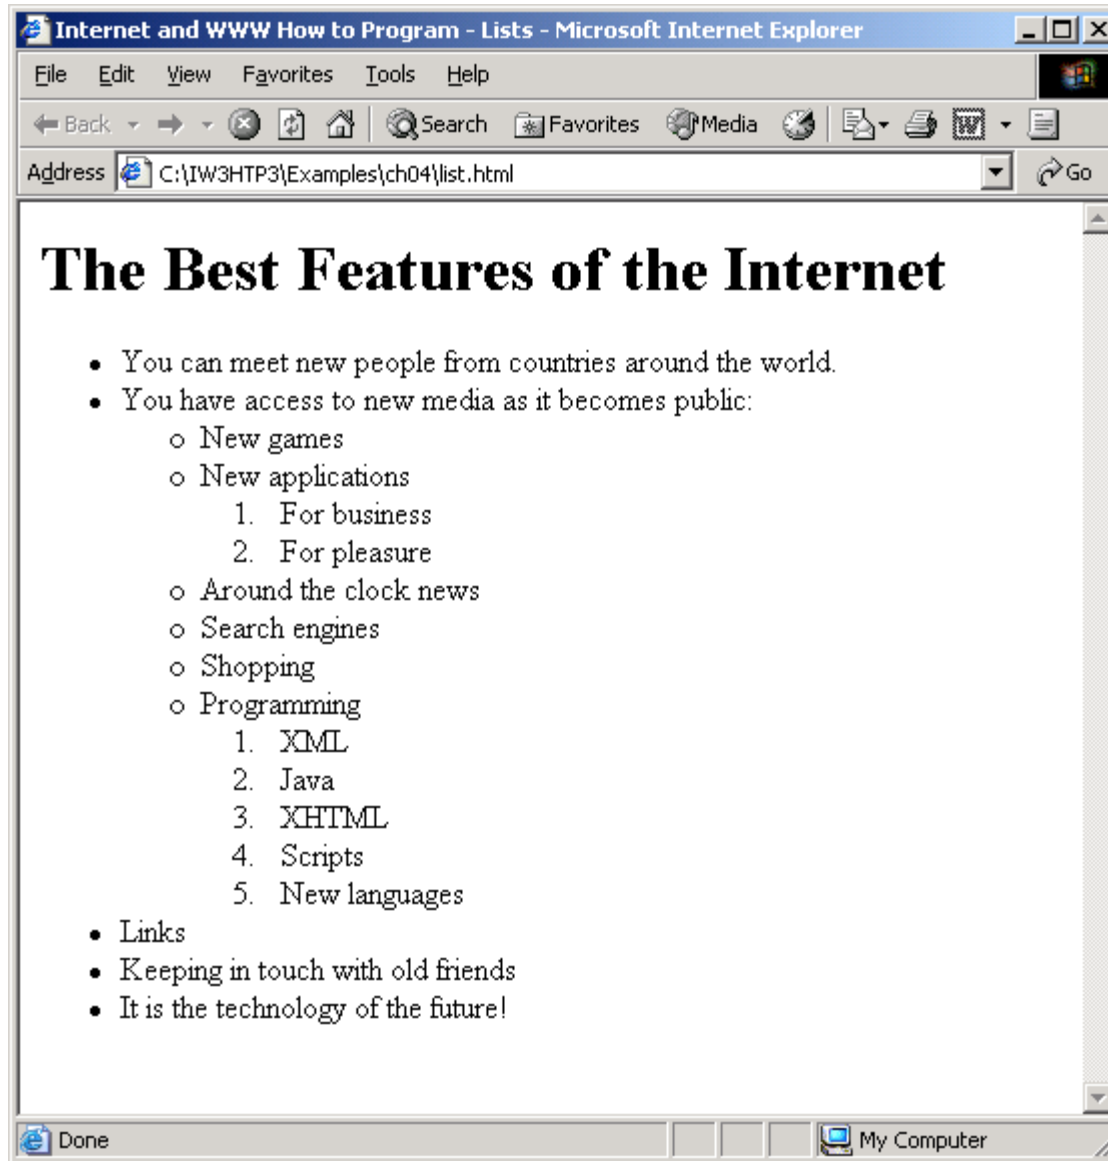 Internet and WWW How to Program - Lists - Microsoft Internet Explorer
File Edit View Favorites Tools Help
Back Search Favorites Media W
Address C:\IW3HTP3\Examples\ch04\list.html Go
The Best Features of the Internet
• You can meet new people from countries around the world.
• You have access to new media as it becomes public:
o New games
o New applications
1. For business
2. For pleasure
o Around the clock news
o Search engines
o Shopping
o Programming
1. XML
2. Java
3. XHTML
4. Scripts
5. New languages
• Links
• Keeping in touch with old friends
• It is the technology of the future!
Done My Computer